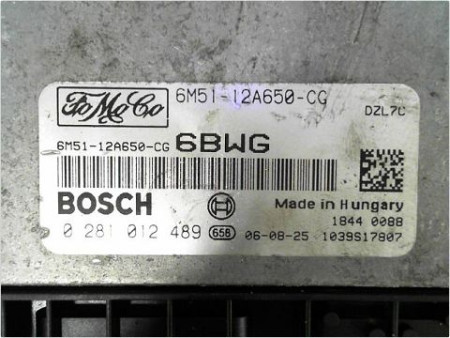 FoMoCo 6M51-12A650-CG
DZL7C
6M51-12A650-CG 6BWG
BOSCH Made in Hungary
1844 0088
0 281 012 489 658 06-08-25 1039S17807